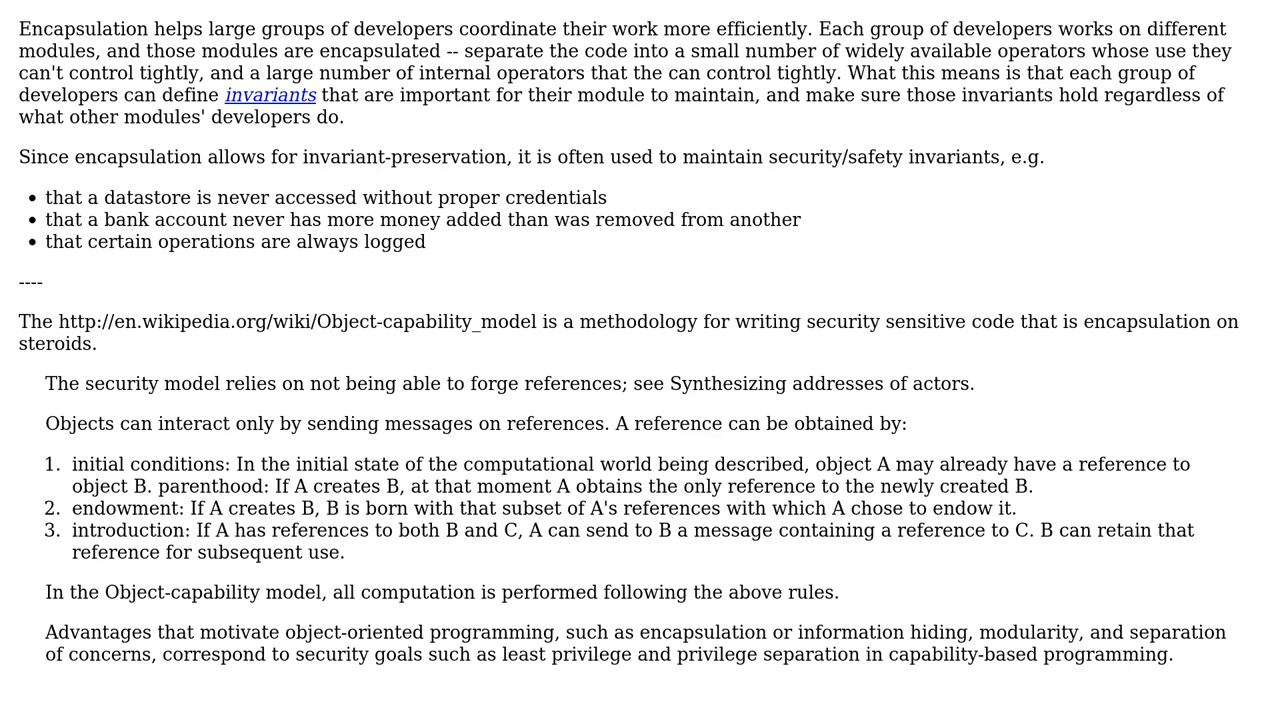 Encapsulation helps large groups of developers coordinate their work more efficiently. Each group of developers works on different
modules, and those modules are encapsulated -- separate the code into a small number of widely available operators whose use they
can't control tightly, and a large number of internal operators that the can control tightly. What this means is that each group of
developers can define invariants that are important for their module to maintain, and make sure those invariants hold regardless of
what other modules' developers do.
Since encapsulation allows for invariant-preservation, it is often used to maintain security/safety invariants, e.g.
• that a datastore is never accessed without proper credentials
• that a bank account never has more money added than was removed from another
• that certain operations are always logged
----
The http://en.wikipedia.org/wiki/Object-capability_model is a methodology for writing security sensitive code that is encapsulation on
steroids.
The security model relies on not being able to forge references; see Synthesizing addresses of actors.
Objects can interact only by sending messages on references. A reference can be obtained by:
1. initial conditions: In the initial state of the computational world being described, object A may already have a reference to
object B. parenthood: If A creates B, at that moment A obtains the only reference to the newly created B.
2. endowment: If A creates B, B is born with that subset of A's references with which A chose to endow it.
3. introduction: If A has references to both B and C, A can send to B a message containing a reference to C. B can retain that
reference for subsequent use.
In the Object-capability model, all computation is performed following the above rules.
Advantages that motivate object-oriented programming, such as encapsulation or information hiding, modularity, and separation
of concerns, correspond to security goals such as least privilege and privilege separation in capability-based programming.